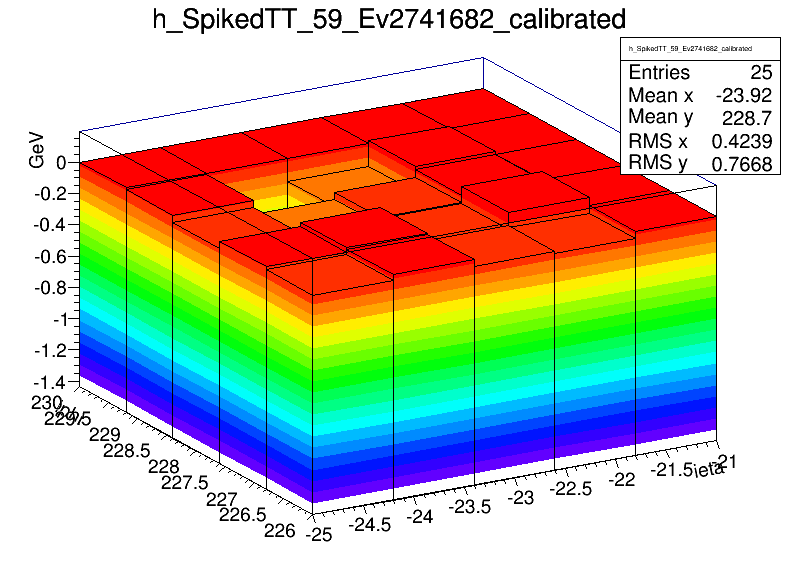 h_SpikedTT_59_Ev2741682_calibrated
h_SpikedTT_59_Ev2741682_calibrated
Entries 25
Mean x -23.92
Mean y 228.7
RMS x 0.4239
RMS y 0.7668
GeV
0
-0.2
-0.4
-0.6
-0.8
-1
-1.2
-1.4
230
229.5
229
228.5
228
227.5
227
226.5
226
-25
-24.5
-24
-23.5
-23
-22.5
-22
-21.5
-21
ieta